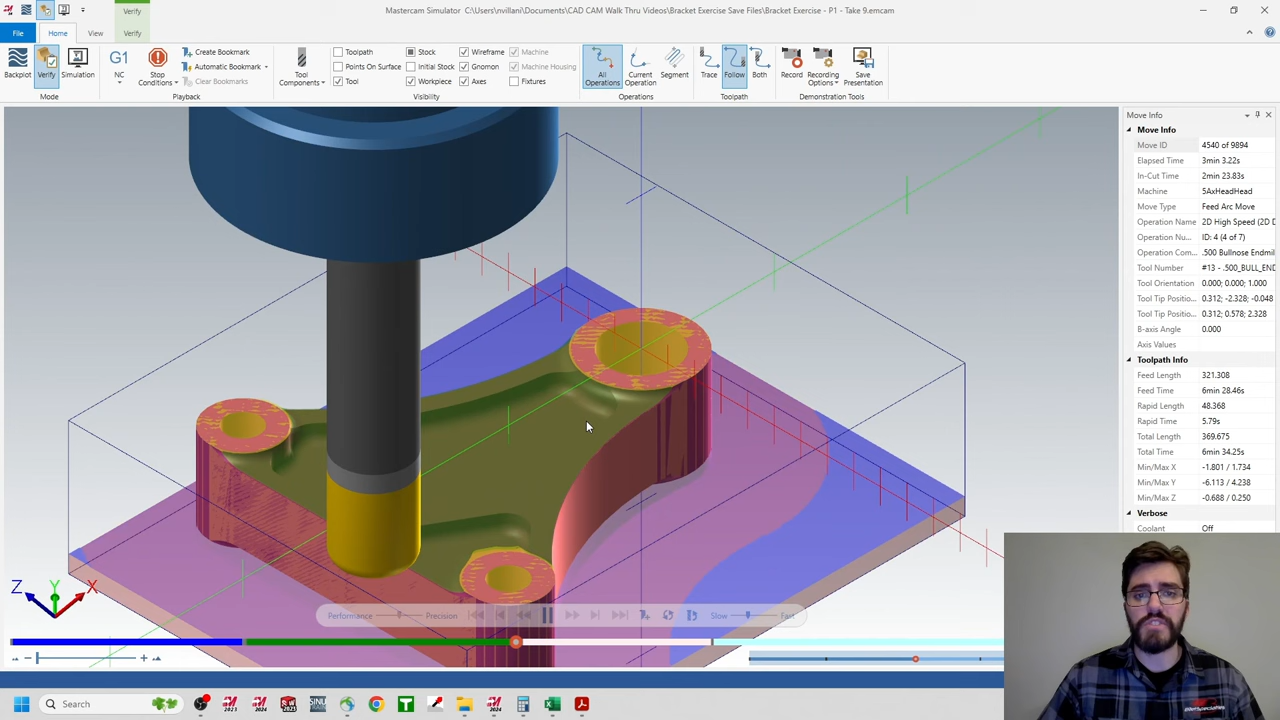 Mastercam Simulator C:\Users\nvillani\Documents\CAD CAM Walk Thru Videos\Bracket Exercise Save Files\Bracket Exercise - P1 - Take 9.emcam
Verify
File Home View Verify
Backplot
Verify
Simulation
Mode
G1
NC
Stop
Conditions
Create Bookmark
Automatic Bookmark
Clear Bookmarks
Playback
Tool
Components
Toolpath
Points On Surface
Tool
Stock
Initial Stock
Workpiece
Wireframe
Gnomon
Axes
Machine
Machine Housing
Fixtures
Visibility
All
Operations
Current
Operation
Segment
Operations
Trace
Follow
Both
Toolpath
Record
Recording
Options
Save
Presentation
Demonstration Tools
Move Info
Move Info
Move ID 4540 of 9894
Elapsed Time 3min 3.22s
In-Cut Time 2min 23.83s
Machine 5AxHeadHead
Move Type Feed Arc Move
Operation Name 2D High Speed (2D D
Operation Nu... ID: 4 (4 of 7)
Operation Com... .500 Bullnose Endmil
Tool Number #13 - .500_BULL_END
Tool Orientation 0.000; 0.000; 1.000
Tool Tip Positio... 0.312; -2.328; -0.048
Tool Tip Positio... 0.312; 0.578; 2.328
B-axis Angle 0.000
Axis Values
Toolpath Info
Feed Length 321.308
Feed Time 6min 28.46s
Rapid Length 48.368
Rapid Time 5.79s
Total Length 369.675
Total Time 6min 34.25s
Min/Max X -1.801 / 1.734
Min/Max Y -6.113 / 4.238
Min/Max Z -0.688 / 0.250
Verbose
Coolant Off
Z Y X
Performance Precision Slow Fast
Search
2023 2024 2024